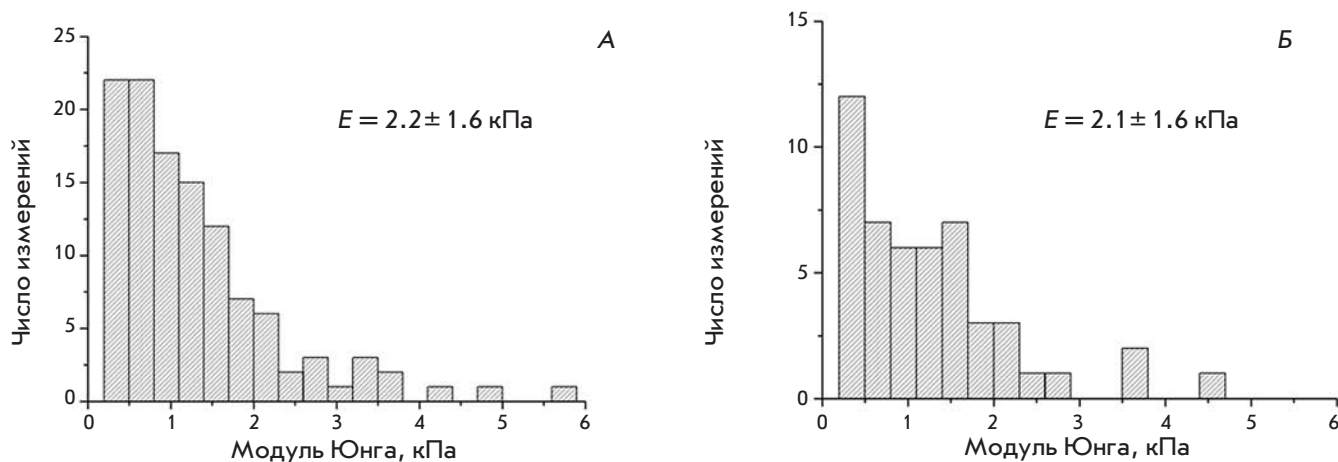 А
E = 2.2 ± 1.6 кПа
Число измерений
25
20
15
10
5
0
0 1 2 3 4 5 6
Модуль Юнга, кПа
Б
E = 2.1 ± 1.6 кПа
Число измерений
15
10
5
0
0 1 2 3 4 5 6
Модуль Юнга, кПа